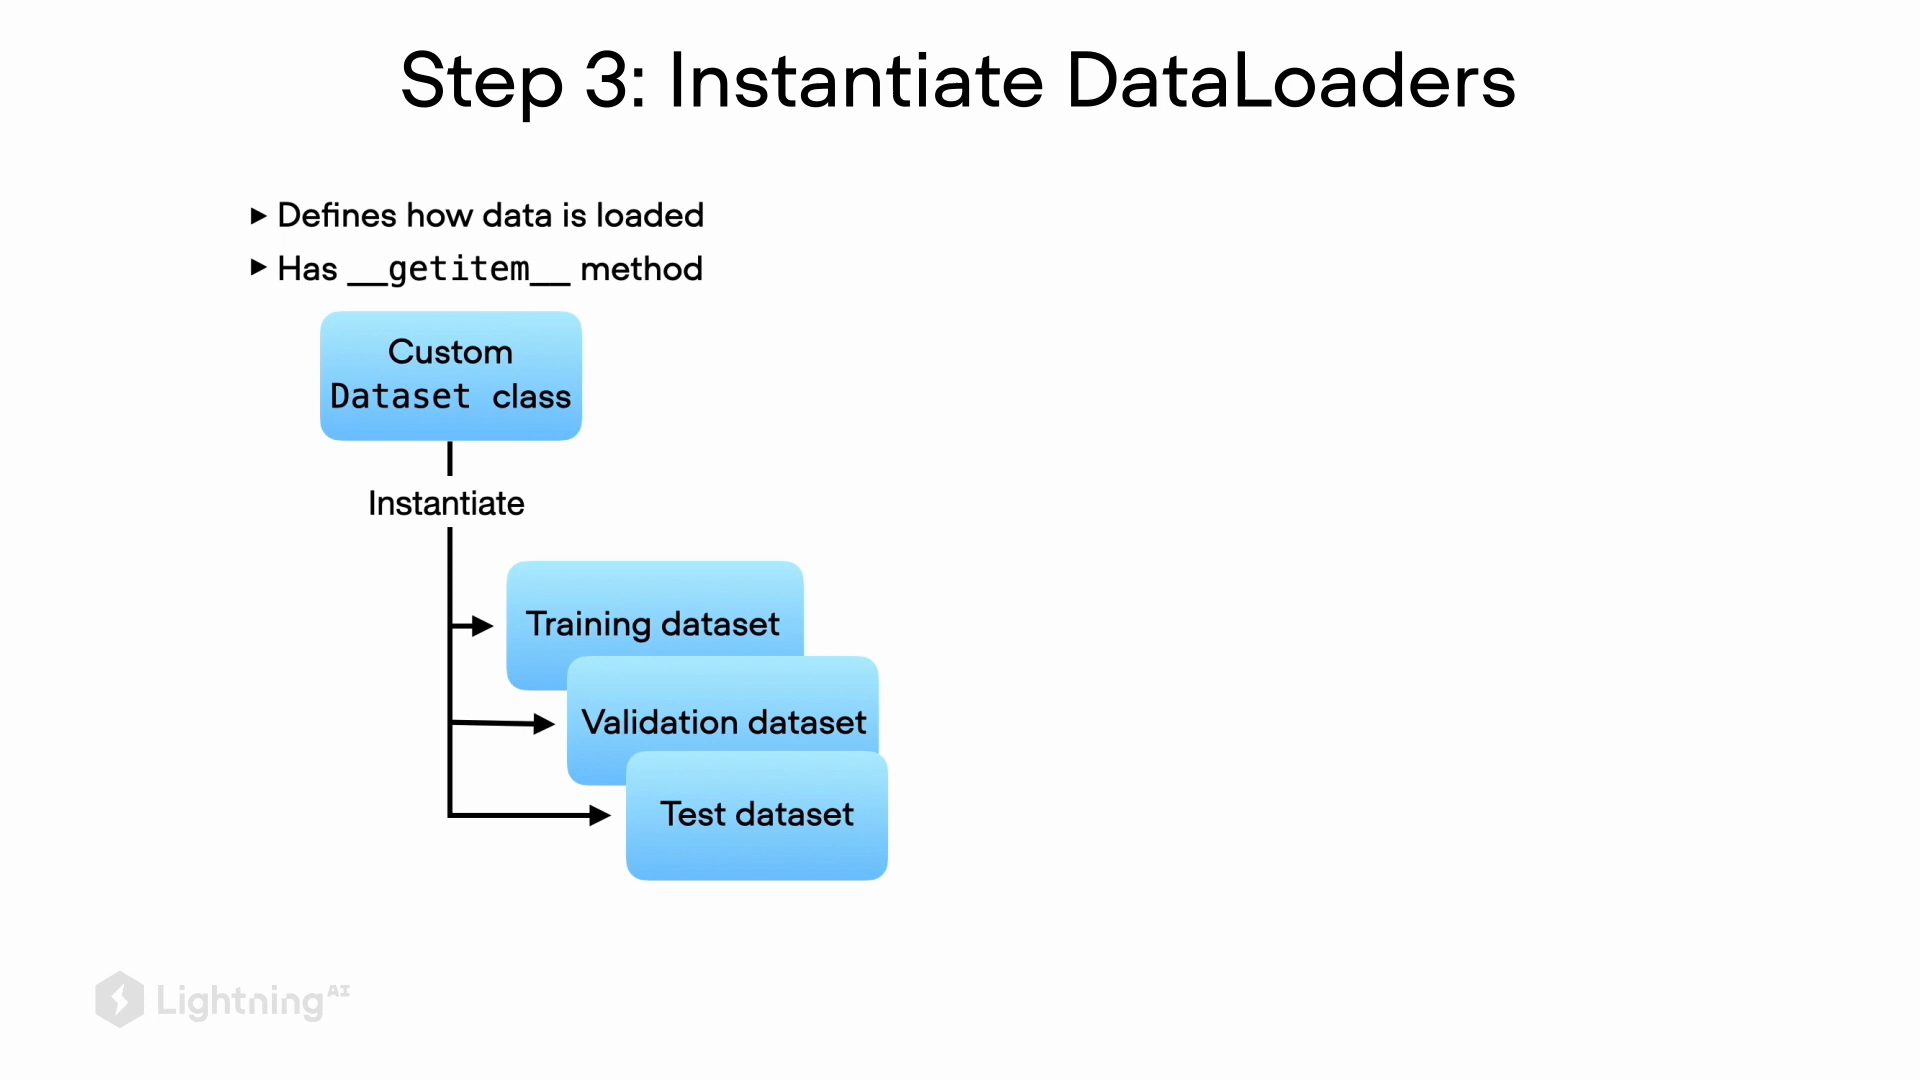 Step 3: Instantiate DataLoaders
▸ Defines how data is loaded
▸ Has __getitem__ method
Custom
Dataset class
Instantiate
Training dataset
Validation dataset
Test dataset
Lightning AI